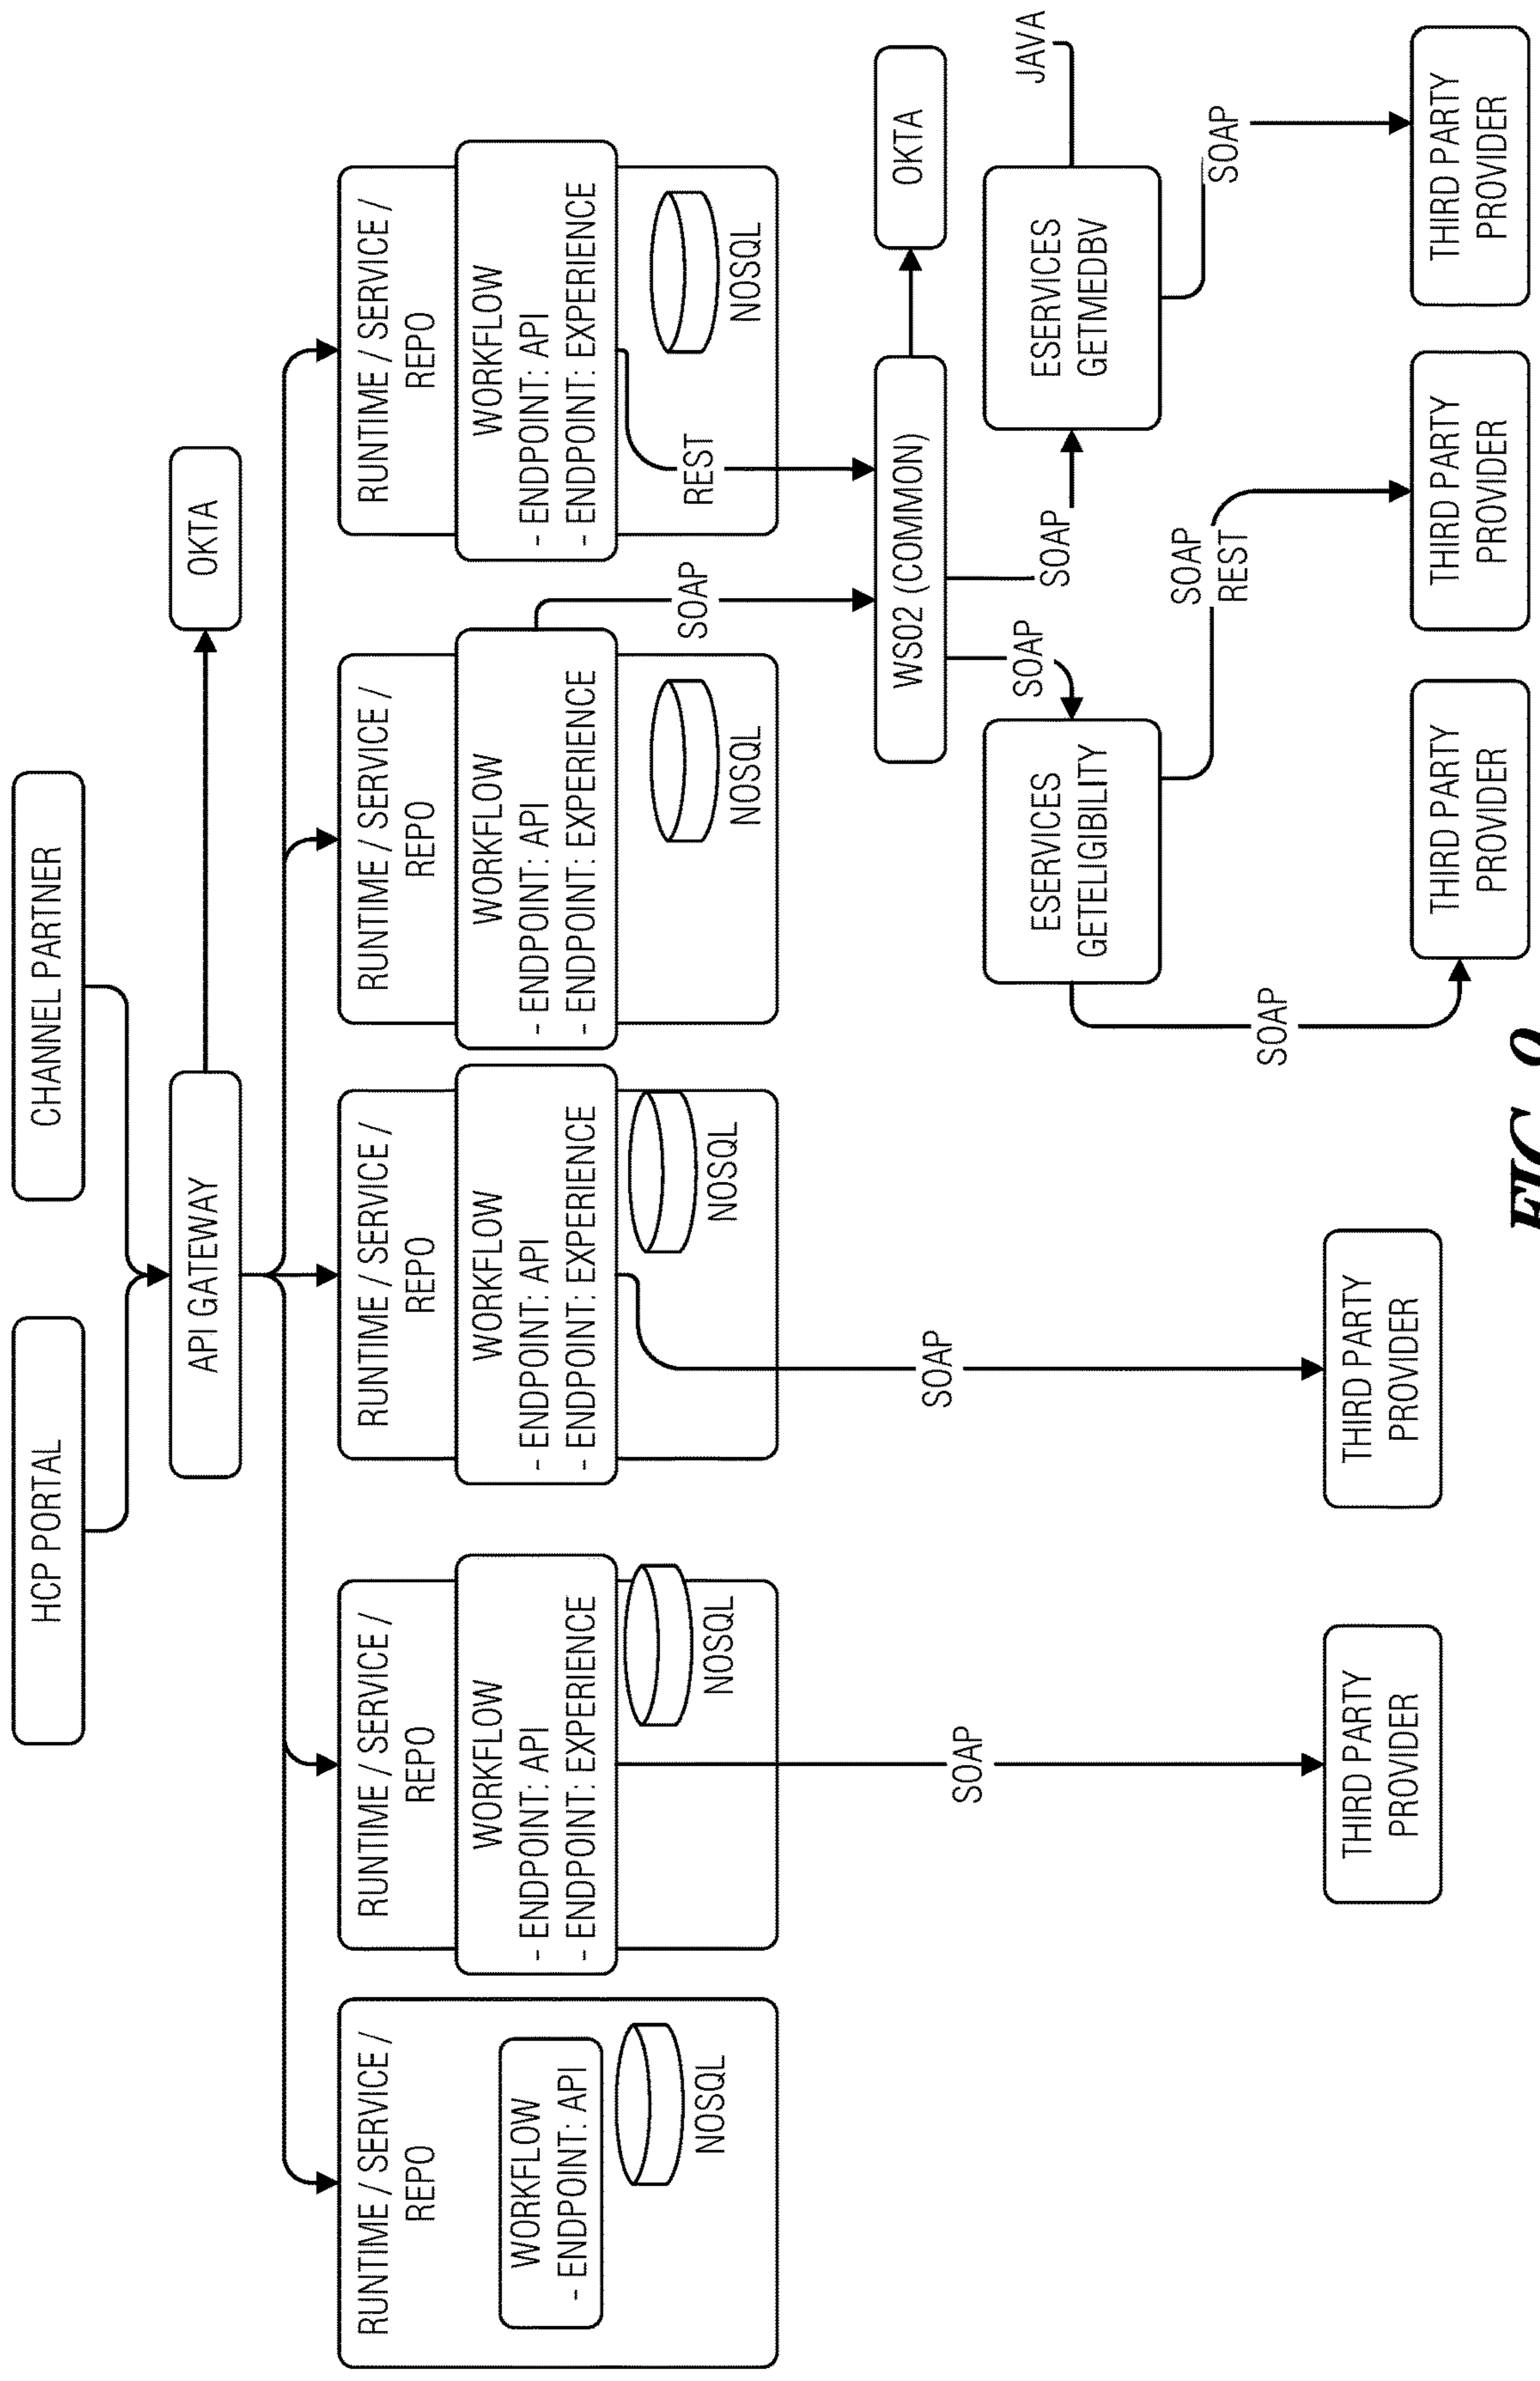 HCP PORTAL
CHANNEL PARTNER
API GATEWAY
OKTA
RUNTIME / SERVICE /
REPO
WORKFLOW
- ENDPOINT: API
NOSQL
RUNTIME / SERVICE /
REPO
WORKFLOW
- ENDPOINT: API
- ENDPOINT: EXPERIENCE
NOSQL
RUNTIME / SERVICE /
REPO
WORKFLOW
- ENDPOINT: API
- ENDPOINT: EXPERIENCE
NOSQL
RUNTIME / SERVICE /
REPO
WORKFLOW
- ENDPOINT: API
- ENDPOINT: EXPERIENCE
NOSQL
RUNTIME / SERVICE /
REPO
WORKFLOW
- ENDPOINT: API
- ENDPOINT: EXPERIENCE
NOSQL
SOAP
REST
SOAP
SOAP
WS02 (COMMON)
OKTA
SOAP
SOAP
JAVA
ESERVICES
GETELIGIBILITY
ESERVICES
GETMEDBV
SOAP
SOAP
REST
SOAP
THIRD PARTY
PROVIDER
THIRD PARTY
PROVIDER
THIRD PARTY
PROVIDER
THIRD PARTY
PROVIDER
THIRD PARTY
PROVIDER
FIG.